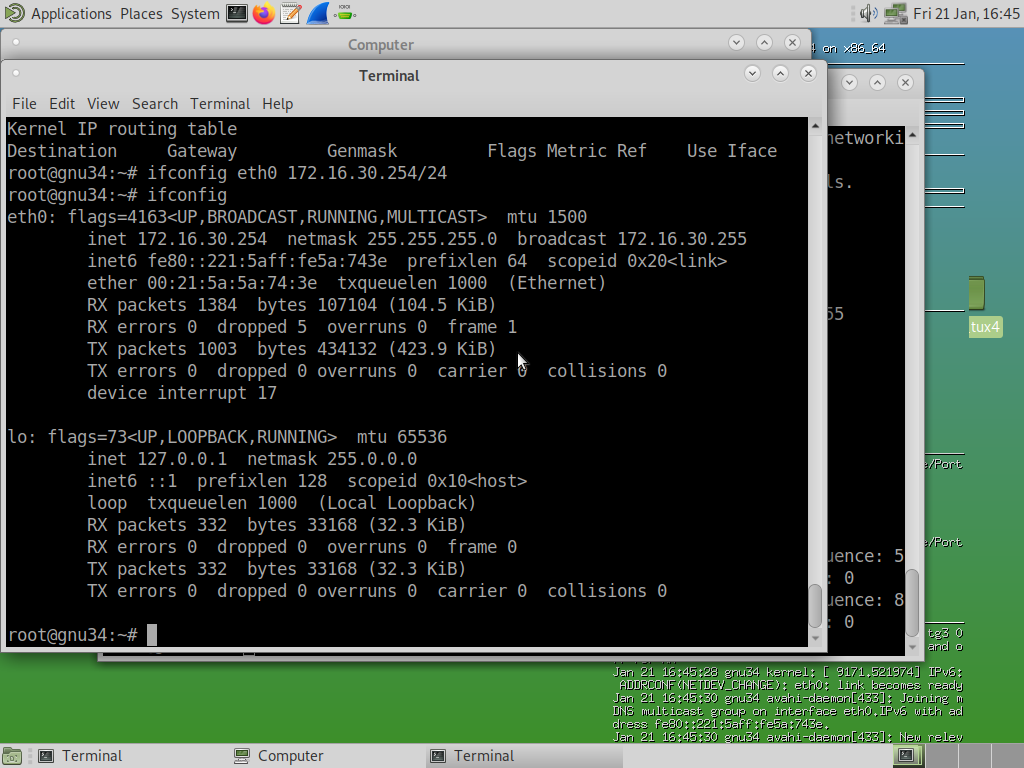 Applications Places System Fri 21 Jan, 16:45
Computer
4 on x86_64
Terminal
File Edit View Search Terminal Help
Kernel IP routing table
Destination     Gateway         Genmask         Flags Metric Ref    Use Iface
root@gnu34:~# ifconfig eth0 172.16.30.254/24
root@gnu34:~# ifconfig
eth0: flags=4163<UP,BROADCAST,RUNNING,MULTICAST>  mtu 1500
        inet 172.16.30.254  netmask 255.255.255.0  broadcast 172.16.30.255
        inet6 fe80::221:5aff:fe5a:743e  prefixlen 64  scopeid 0x20<link>
        ether 00:21:5a:5a:74:3e  txqueuelen 1000  (Ethernet)
        RX packets 1384  bytes 107104 (104.5 KiB)
        RX errors 0  dropped 5  overruns 0  frame 1
        TX packets 1003  bytes 434132 (423.9 KiB)
        TX errors 0  dropped 0 overruns 0  carrier 0  collisions 0
        device interrupt 17
lo: flags=73<UP,LOOPBACK,RUNNING>  mtu 65536
        inet 127.0.0.1  netmask 255.0.0.0
        inet6 ::1  prefixlen 128  scopeid 0x10<host>
        loop  txqueuelen 1000  (Local Loopback)
        RX packets 332  bytes 33168 (32.3 KiB)
        RX errors 0  dropped 0  overruns 0  frame 0
        TX packets 332  bytes 33168 (32.3 KiB)
        TX errors 0  dropped 0 overruns 0  carrier 0  collisions 0
root@gnu34:~#
networki
ls.
55
uence: 5
: 0
uence: 8
: 0
tux4
e/Port
e/Port
tg3 0
and o
Jan 21 16:45:28 gnu34 kernel: [ 9171.521974] IPv6:
ADDRCONF(NETDEV_CHANGE): eth0: link becomes ready
Jan 21 16:45:30 gnu34 avahi-daemon[433]: Joining m
DNS multicast group on interface eth0.IPv6 with ad
dress fe80::221:5aff:fe5a:743e.
Jan 21 16:45:30 gnu34 avahi-daemon[433]: New relev
Terminal Computer Terminal